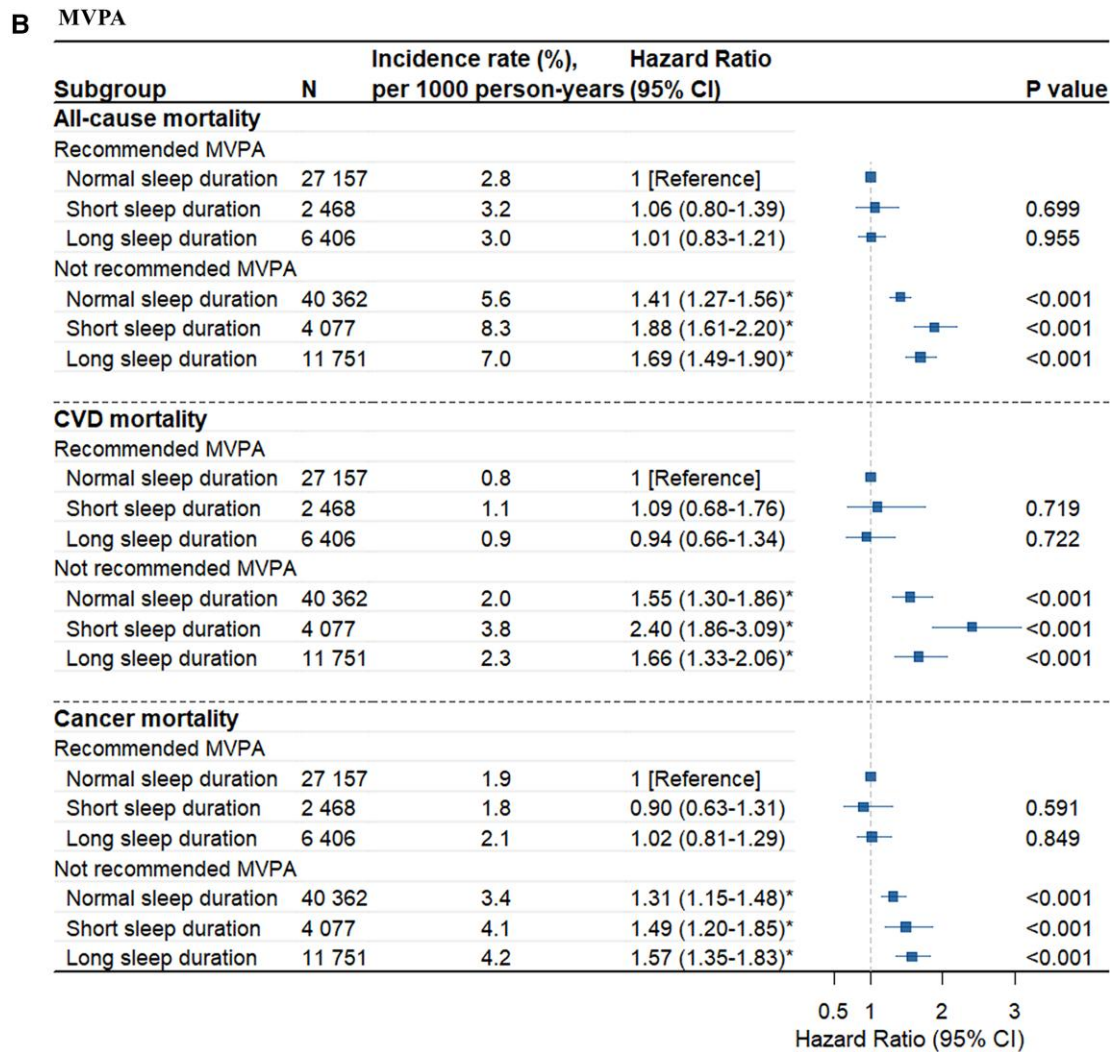 B MVPA
Incidence rate (%), Hazard Ratio
Subgroup N per 1000 person-years (95% CI) P value
All-cause mortality
Recommended MVPA
Normal sleep duration 27 157 2.8 1 [Reference]
Short sleep duration 2 468 3.2 1.06 (0.80-1.39) 0.699
Long sleep duration 6 406 3.0 1.01 (0.83-1.21) 0.955
Not recommended MVPA
Normal sleep duration 40 362 5.6 1.41 (1.27-1.56)* <0.001
Short sleep duration 4 077 8.3 1.88 (1.61-2.20)* <0.001
Long sleep duration 11 751 7.0 1.69 (1.49-1.90)* <0.001
CVD mortality
Recommended MVPA
Normal sleep duration 27 157 0.8 1 [Reference]
Short sleep duration 2 468 1.1 1.09 (0.68-1.76) 0.719
Long sleep duration 6 406 0.9 0.94 (0.66-1.34) 0.722
Not recommended MVPA
Normal sleep duration 40 362 2.0 1.55 (1.30-1.86)* <0.001
Short sleep duration 4 077 3.8 2.40 (1.86-3.09)* <0.001
Long sleep duration 11 751 2.3 1.66 (1.33-2.06)* <0.001
Cancer mortality
Recommended MVPA
Normal sleep duration 27 157 1.9 1 [Reference]
Short sleep duration 2 468 1.8 0.90 (0.63-1.31) 0.591
Long sleep duration 6 406 2.1 1.02 (0.81-1.29) 0.849
Not recommended MVPA
Normal sleep duration 40 362 3.4 1.31 (1.15-1.48)* <0.001
Short sleep duration 4 077 4.1 1.49 (1.20-1.85)* <0.001
Long sleep duration 11 751 4.2 1.57 (1.35-1.83)* <0.001
0.5 1 2 3
Hazard Ratio (95% CI)